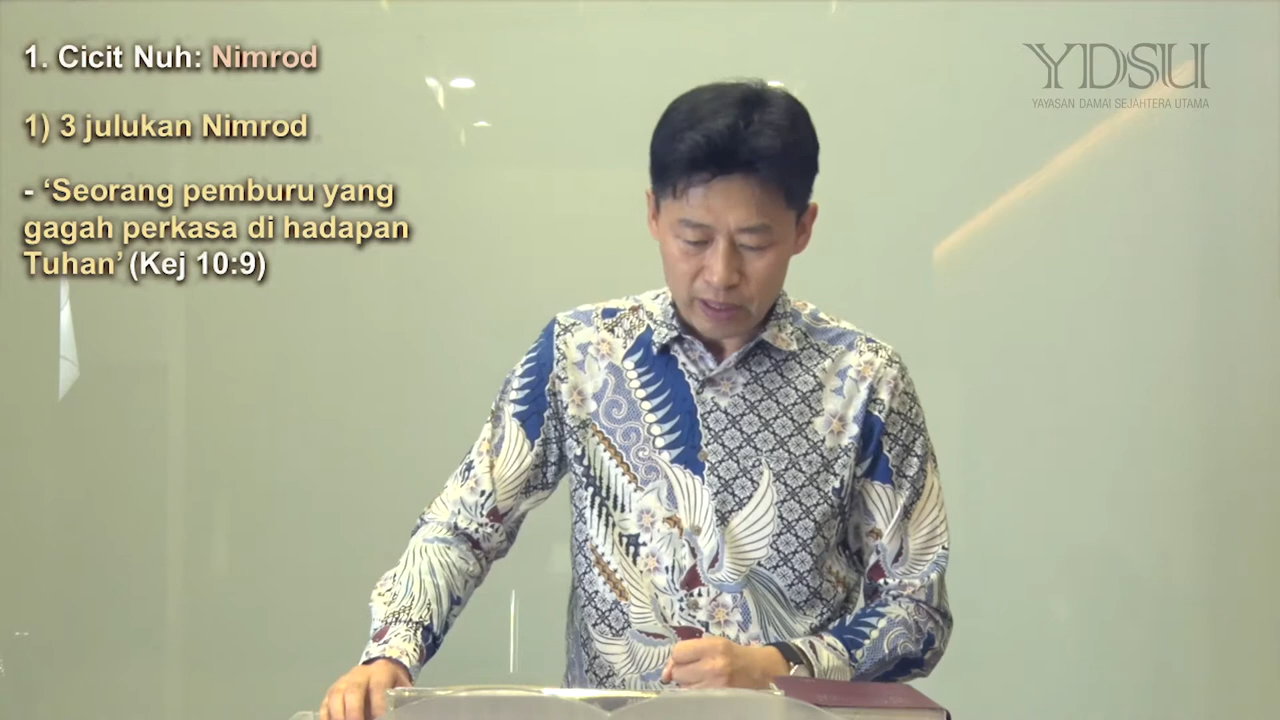 1. Cicit Nuh: Nimrod
YDSU
YAYASAN DAMAI SEJAHTERA UTAMA
1) 3 julukan Nimrod
- ‘Seorang pemburu yang
gagah perkasa di hadapan
Tuhan’ (Kej 10:9)